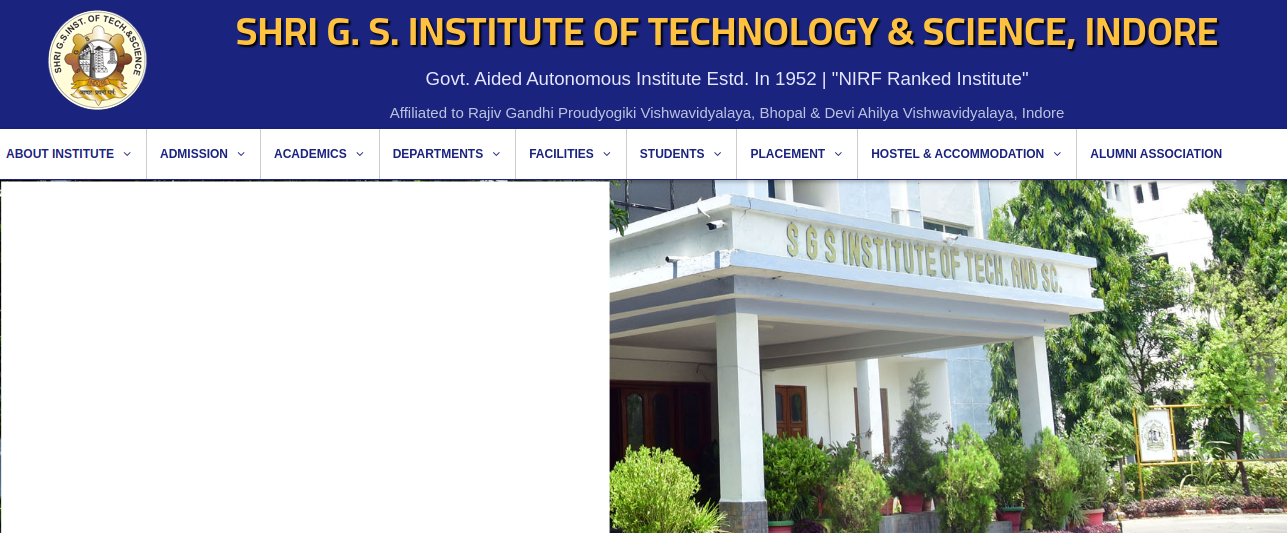 SHRI G.S.INST. OF TECH.&SCIENCE
SHRI G. S. INSTITUTE OF TECHNOLOGY & SCIENCE, INDORE
Govt. Aided Autonomous Institute Estd. In 1952 | "NIRF Ranked Institute"
Affiliated to Rajiv Gandhi Proudyogiki Vishwavidyalaya, Bhopal & Devi Ahilya Vishwavidyalaya, Indore
ABOUT INSTITUTE ADMISSION ACADEMICS DEPARTMENTS FACILITIES STUDENTS PLACEMENT HOSTEL & ACCOMMODATION ALUMNI ASSOCIATION
S G S INSTITUTE OF TECH. AND SC.